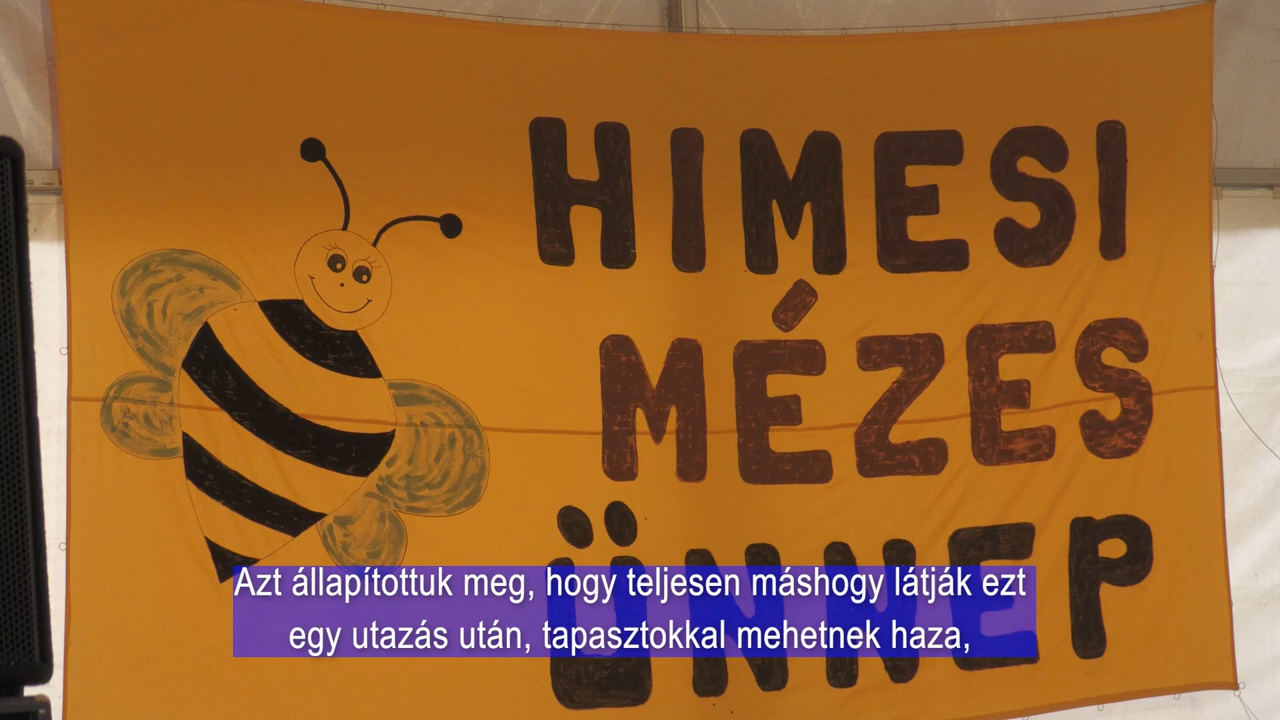 HIMESI
MÉZES
ÜNNEP
Azt állapítottuk meg, hogy teljesen máshogy látják ezt
egy utazás után, tapasztokkal mehetnek haza,